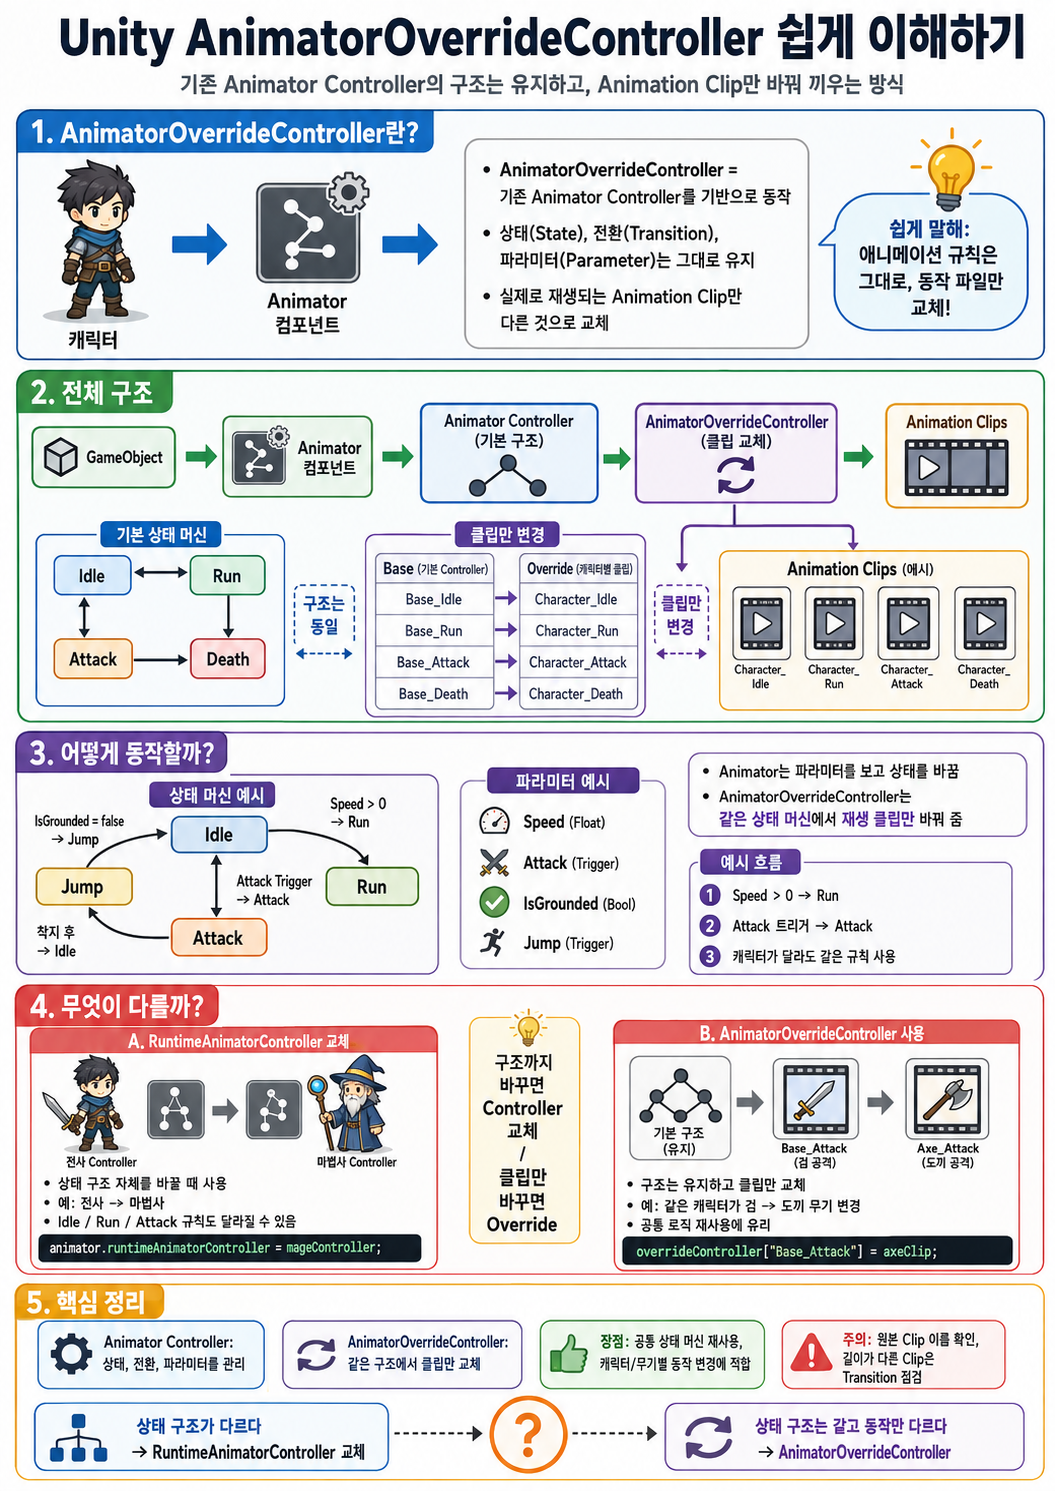 Unity AnimatorOverrideController 쉽게 이해하기
기존 Animator Controller의 구조는 유지하고, Animation Clip만 바꿔 끼우는 방식
1. AnimatorOverrideController란?
캐릭터
Animator
컴포넌트
• AnimatorOverrideController =
기존 Animator Controller를 기반으로 동작
• 상태(State), 전환(Transition),
파라미터(Parameter)는 그대로 유지
• 실제로 재생되는 Animation Clip만
다른 것으로 교체
쉽게 말해:
애니메이션 규칙은
그대로, 동작 파일만
교체!
2. 전체 구조
GameObject
Animator
컴포넌트
Animator Controller
(기본 구조)
AnimatorOverrideController
(클립 교체)
Animation Clips
기본 상태 머신
Idle
Run
Attack
Death
구조는
동일
클립만 변경
Base (기본 Controller)
Override (캐릭터별 클립)
Base_Idle
Character_Idle
Base_Run
Character_Run
Base_Attack
Character_Attack
Base_Death
Character_Death
클립만
변경
Animation Clips (예시)
Character_
Idle
Character_
Run
Character_
Attack
Character_
Death
3. 어떻게 동작할까?
상태 머신 예시
IsGrounded = false
→ Jump
Idle
Speed > 0
→ Run
Jump
Attack Trigger
→ Attack
Run
착지 후
→ Idle
Attack
파라미터 예시
Speed (Float)
Attack (Trigger)
IsGrounded (Bool)
Jump (Trigger)
• Animator는 파라미터를 보고 상태를 바꿈
• AnimatorOverrideController는
같은 상태 머신에서 재생 클립만 바꿔 줌
예시 흐름
1 Speed > 0 → Run
2 Attack 트리거 → Attack
3 캐릭터가 달라도 같은 규칙 사용
4. 무엇이 다를까?
A. RuntimeAnimatorController 교체
전사 Controller
마법사 Controller
• 상태 구조 자체를 바꿀 때 사용
• 예: 전사 → 마법사
• Idle / Run / Attack 규칙도 달라질 수 있음
animator.runtimeAnimatorController = mageController;
구조까지
바꾸면
Controller
교체
/
클립만
바꾸면
Override
B. AnimatorOverrideController 사용
기본 구조
(유지)
Base_Attack
(검 공격)
Axe_Attack
(도끼 공격)
• 구조는 유지하고 클립만 교체
• 예: 같은 캐릭터가 검 → 도끼 무기 변경
• 공통 로직 재사용에 유리
overrideController["Base_Attack"] = axeClip;
5. 핵심 정리
Animator Controller:
상태, 전환, 파라미터를 관리
AnimatorOverrideController:
같은 구조에서 클립만 교체
장점: 공통 상태 머신 재사용,
캐릭터/무기별 동작 변경에 적합
주의: 원본 Clip 이름 확인,
길이가 다른 Clip은
Transition 점검
상태 구조가 다르다
→ RuntimeAnimatorController 교체
?
상태 구조는 같고 동작만 다르다
→ AnimatorOverrideController